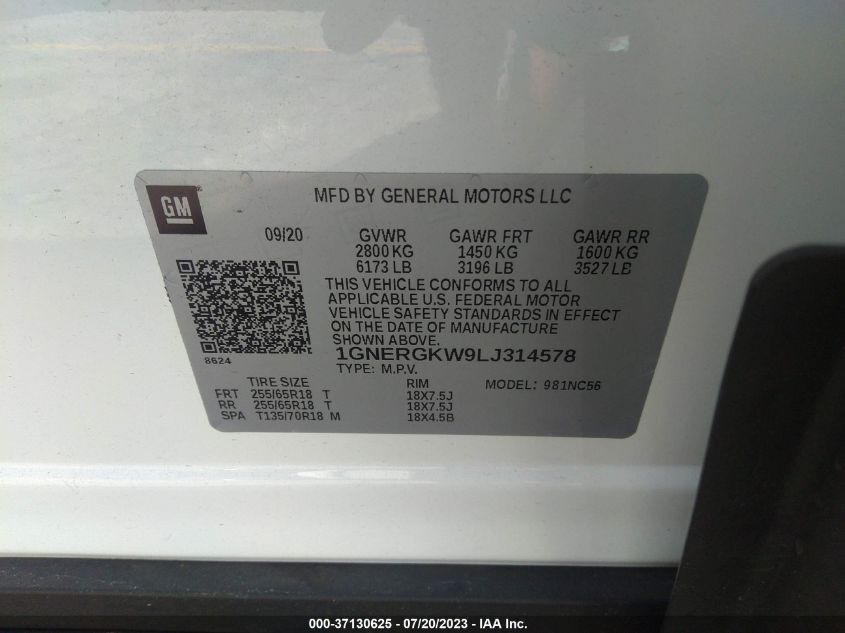 GM
MFD BY GENERAL MOTORS LLC
09/20 GVWR GAWR FRT GAWR RR
2800 KG 1450 KG 1600 KG
6173 LB 3196 LB 3527 LB
THIS VEHICLE CONFORMS TO ALL
APPLICABLE U.S. FEDERAL MOTOR
VEHICLE SAFETY STANDARDS IN EFFECT
ON THE DATE OF MANUFACTURE
SHOWN ABOVE.
8624
1GNERGKW9LJ314578
TYPE: M.P.V.
TIRE SIZE RIM MODEL: 981NC56
FRT 255/65R18 T 18X7.5J
RR 255/65R18 T 18X7.5J
SPA T135/70R18 M 18X4.5B
000-37130625 - 07/20/2023 - IAA Inc.